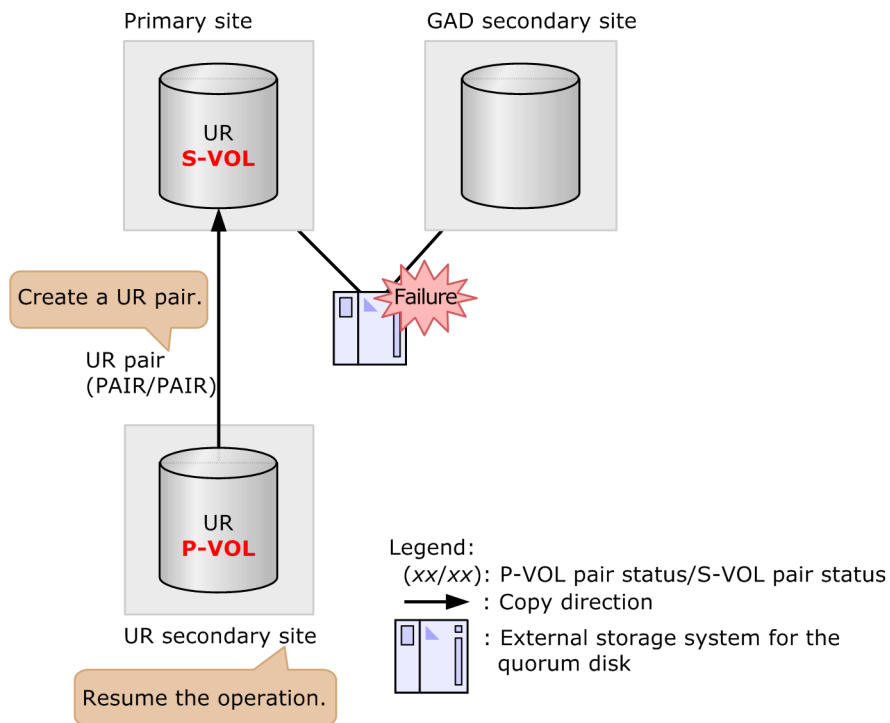 Primary site
GAD secondary site
UR
S-VOL
Create a UR pair.
Failure
UR pair
(PAIR/PAIR)
UR
P-VOL
UR secondary site
Resume the operation.
Legend:
(xx/xx): P-VOL pair status/S-VOL pair status
: Copy direction
: External storage system for the
quorum disk